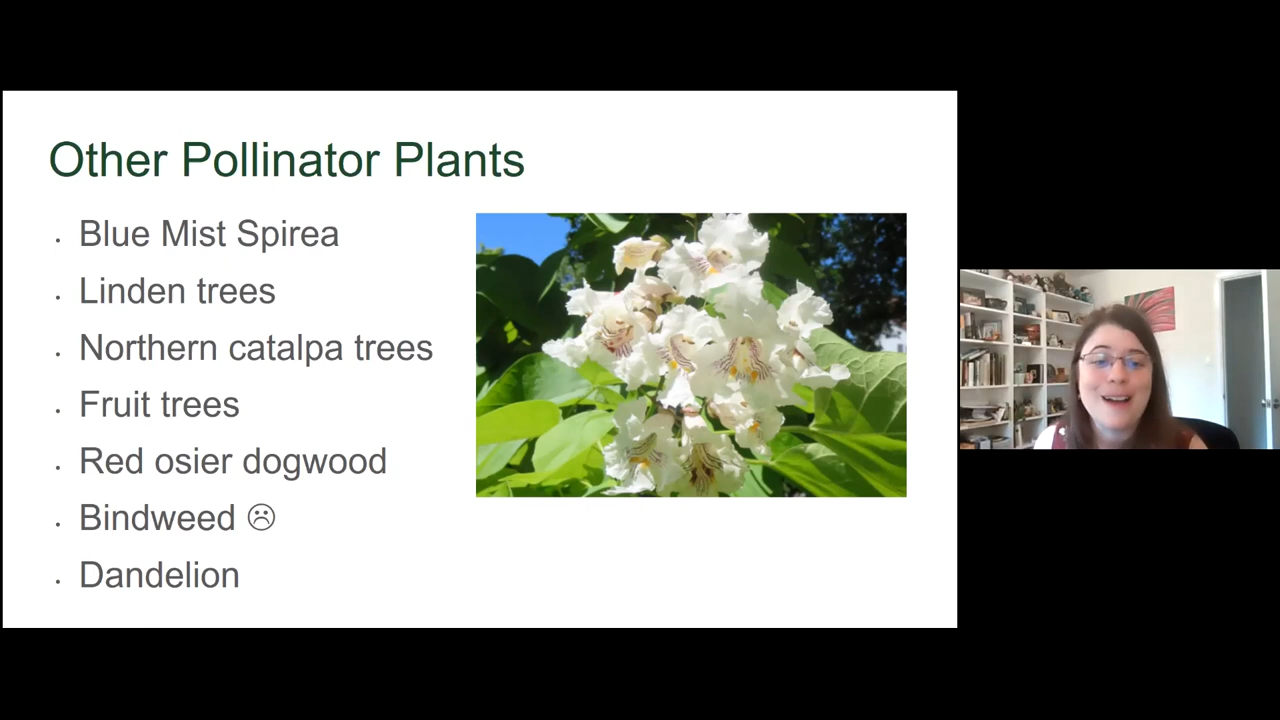 Other Pollinator Plants
• Blue Mist Spirea
• Linden trees
• Northern catalpa trees
• Fruit trees
• Red osier dogwood
• Bindweed ☹
• Dandelion